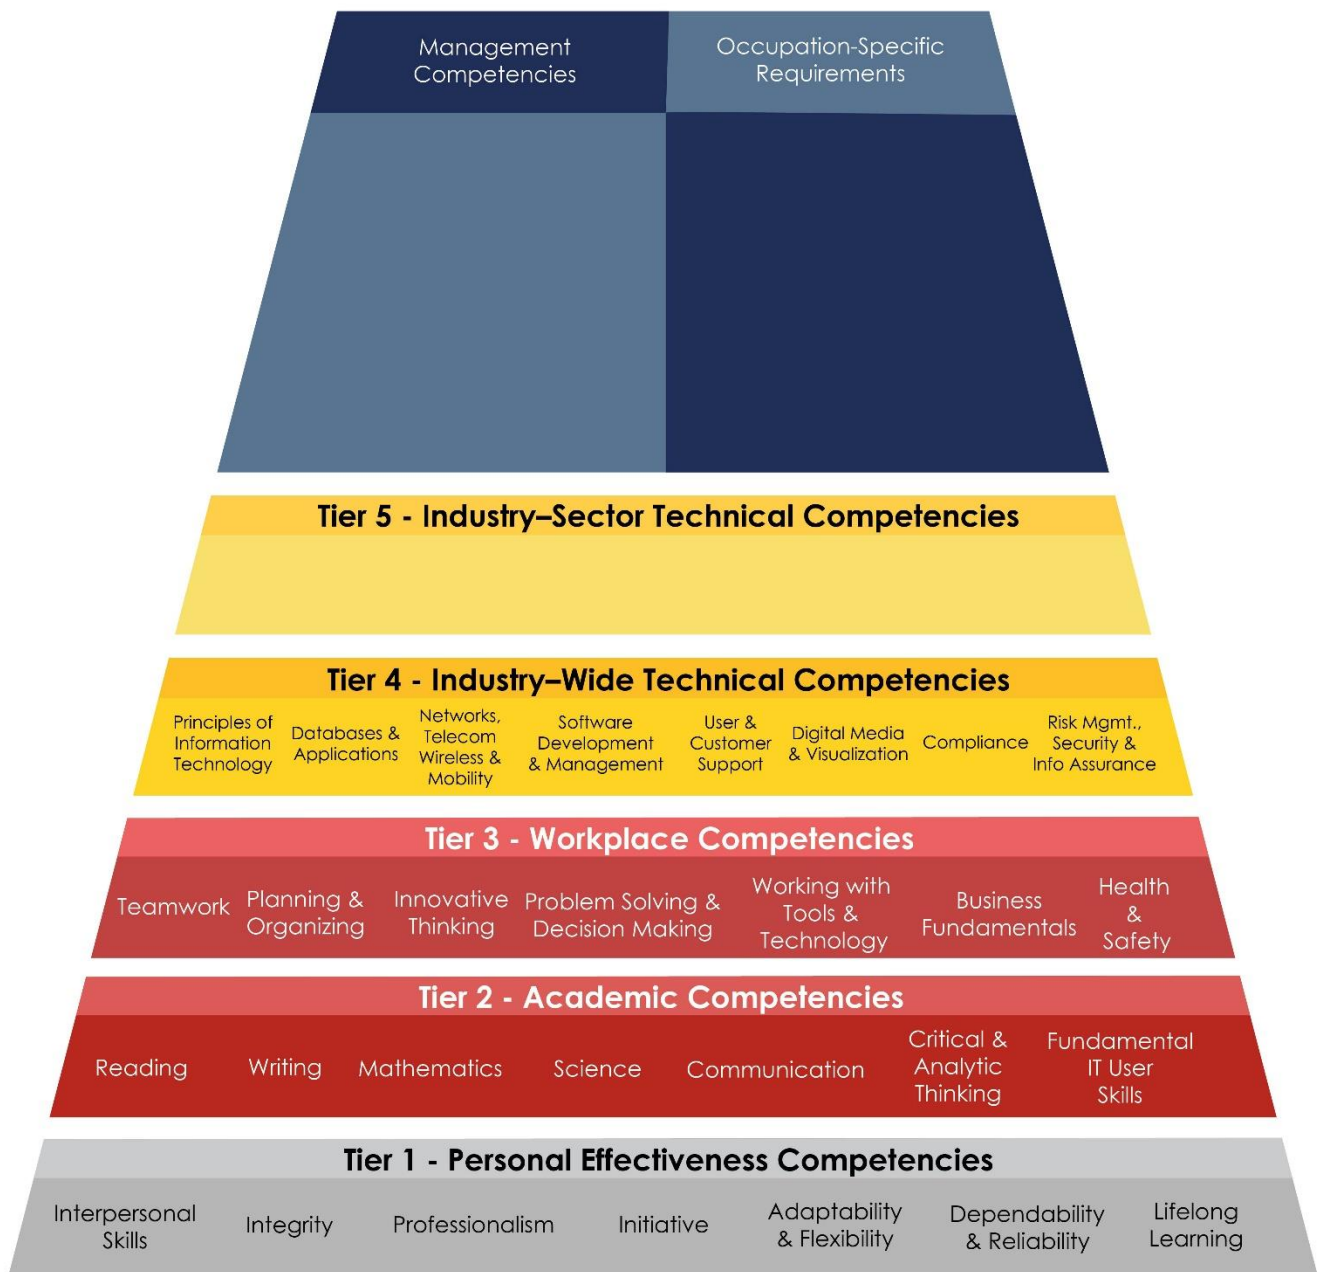 Management
Competencies
Occupation-Specific
Requirements
Tier 5 - Industry–Sector Technical Competencies
Tier 4 - Industry–Wide Technical Competencies
Principles of
Information
Technology
Databases &
Applications
Networks,
Telecom
Wireless &
Mobility
Software
Development
& Management
User &
Customer
Support
Digital Media
& Visualization
Compliance
Risk Mgmt.,
Security &
Info Assurance
Tier 3 - Workplace Competencies
Teamwork
Planning &
Organizing
Innovative
Thinking
Problem Solving &
Decision Making
Working with
Tools &
Technology
Business
Fundamentals
Health
&
Safety
Tier 2 - Academic Competencies
Reading
Writing
Mathematics
Science
Communication
Critical &
Analytic
Thinking
Fundamental
IT User
Skills
Tier 1 - Personal Effectiveness Competencies
Interpersonal
Skills
Integrity
Professionalism
Initiative
Adaptability
& Flexibility
Dependability
& Reliability
Lifelong
Learning